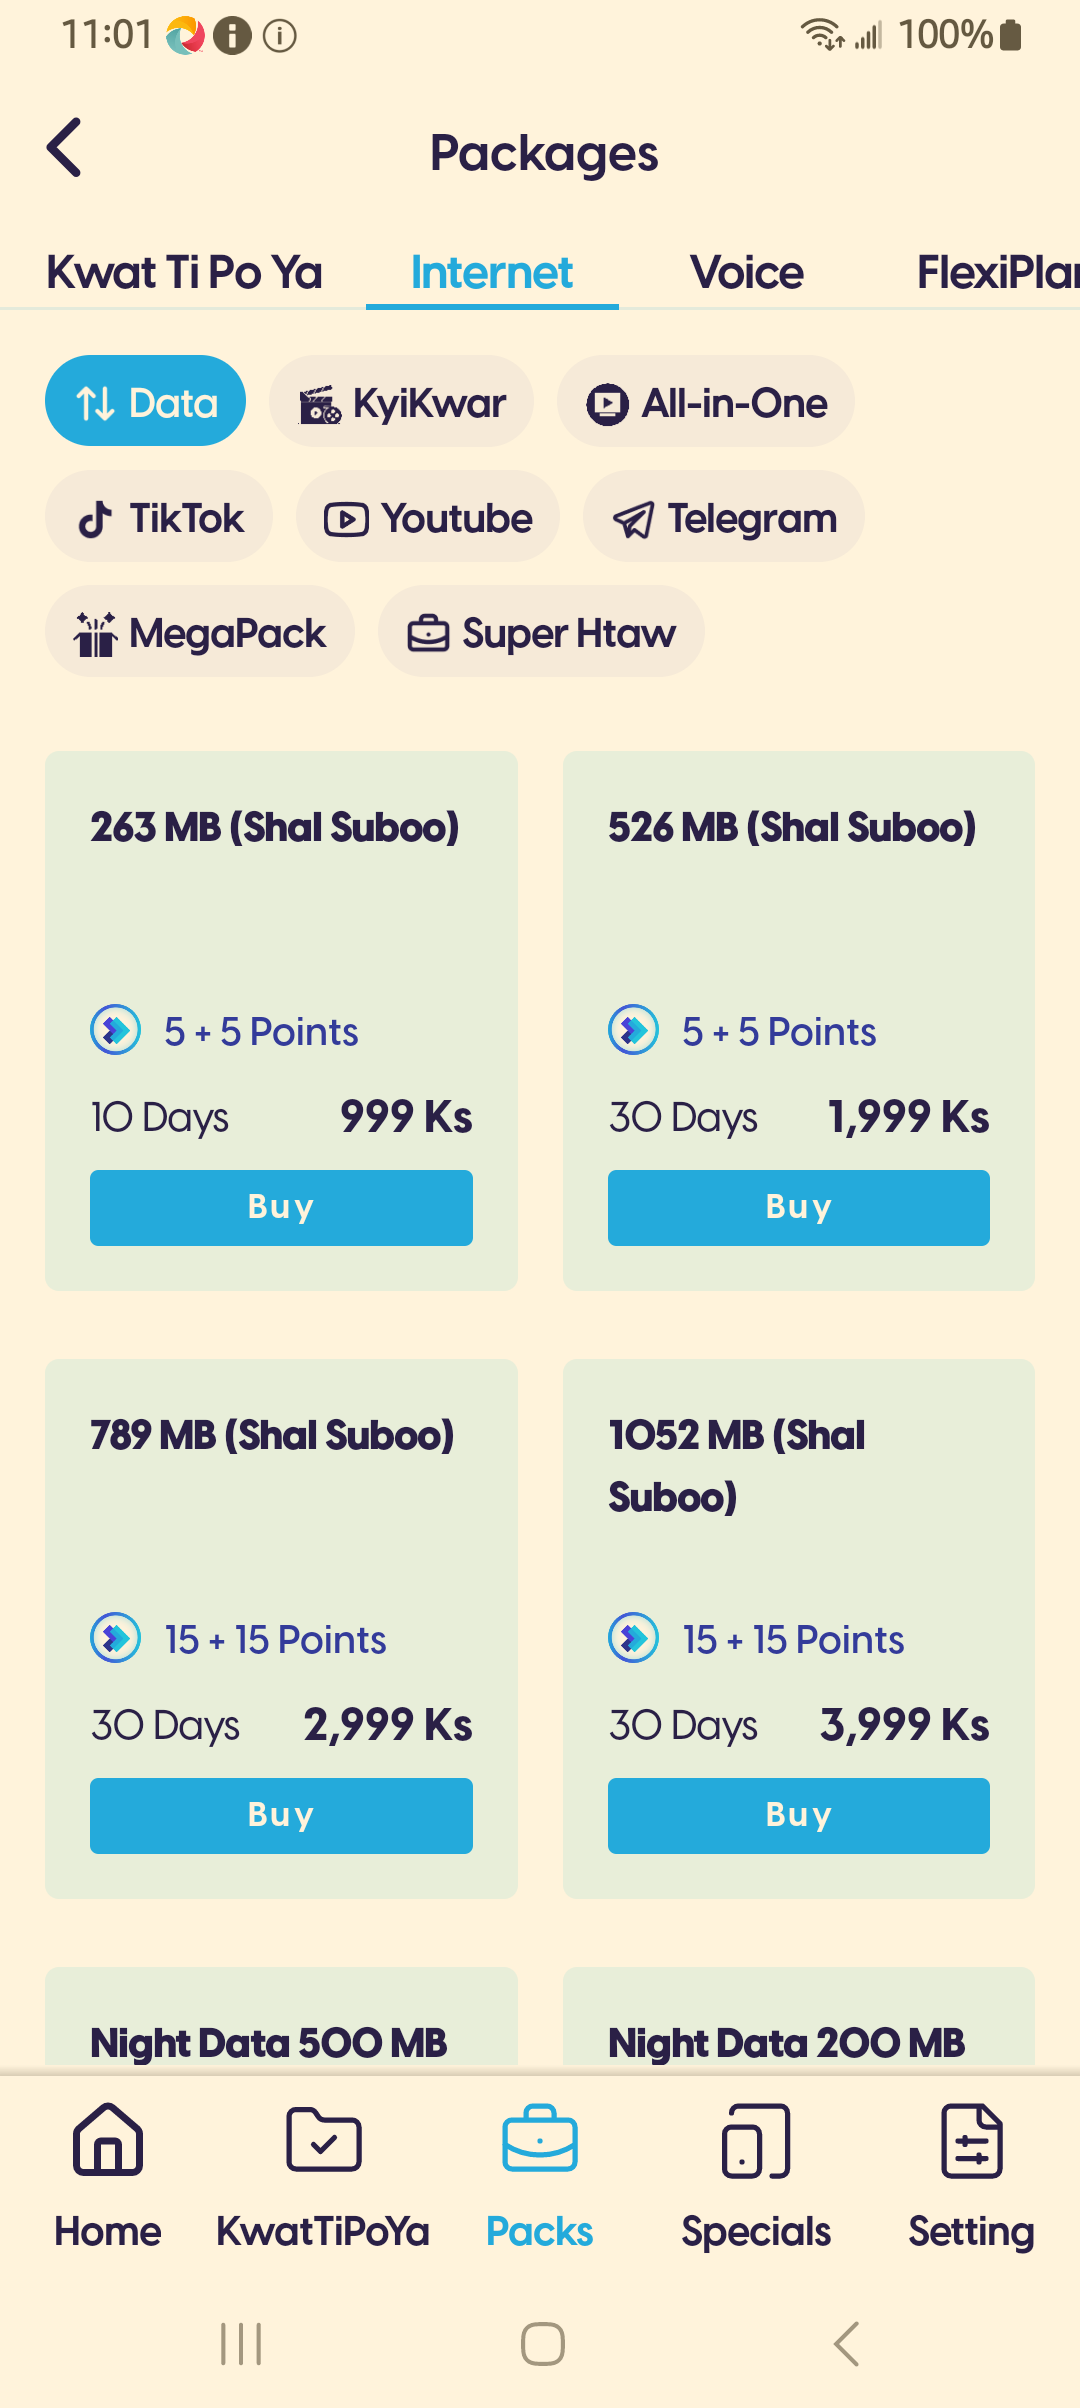 11:01
100%
Packages
Kwat Ti Po Ya Internet Voice FlexiPlan
Data KyiKwar All-in-One
TikTok Youtube Telegram
MegaPack Super Htaw
263 MB (Shal Suboo)
5 + 5 Points
10 Days 999 Ks
Buy
526 MB (Shal Suboo)
5 + 5 Points
30 Days 1,999 Ks
Buy
789 MB (Shal Suboo)
15 + 15 Points
30 Days 2,999 Ks
Buy
1052 MB (Shal
Suboo)
15 + 15 Points
30 Days 3,999 Ks
Buy
Night Data 500 MB
Night Data 200 MB
Home KwatTiPoYa Packs Specials Setting